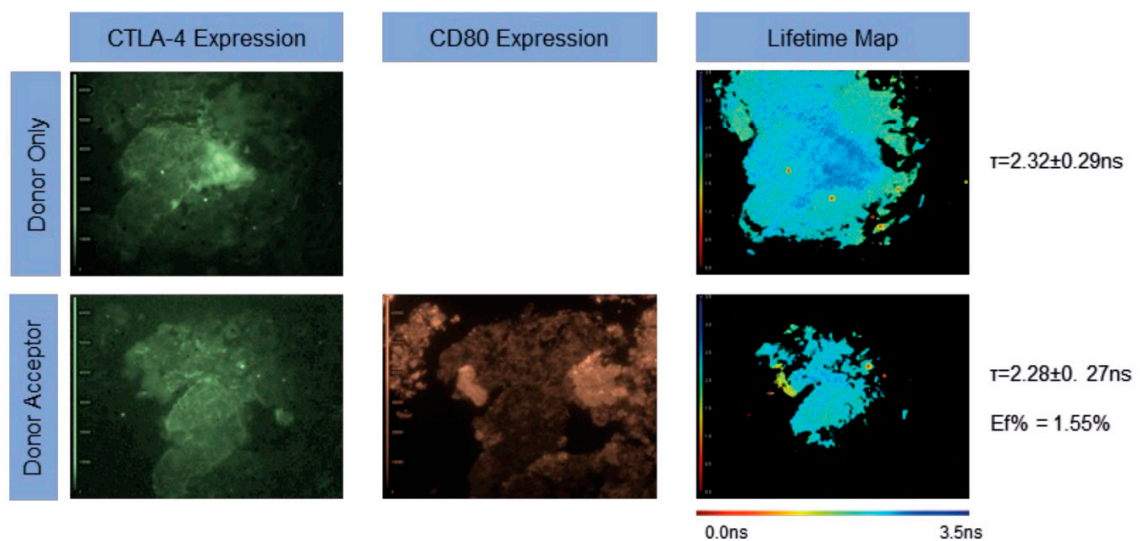 CTLA-4 Expression
CD80 Expression
Lifetime Map
Donor Only
τ=2.32±0.29ns
Donor Acceptor
τ=2.28±0. 27ns
Ef% = 1.55%
0.0ns
3.5ns